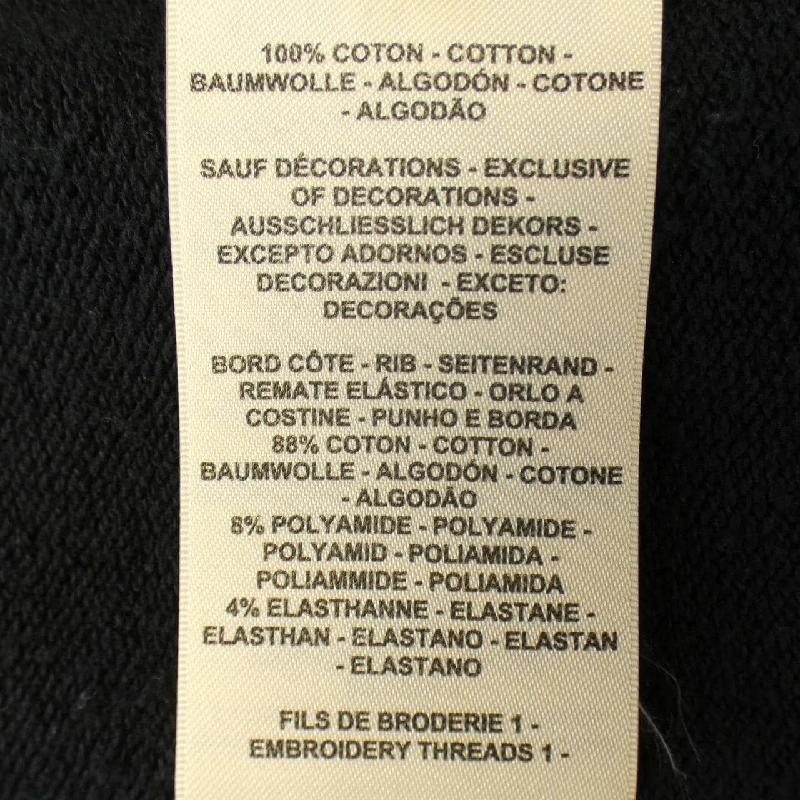 100% COTON - COTTON -
BAUMWOLLE - ALGODÓN - COTONE
- ALGODÃO
SAUF DÉCORATIONS - EXCLUSIVE
OF DECORATIONS -
AUSSCHLIESSLICH DEKORS -
EXCEPTO ADORNOS - ESCLUSE
DECORAZIONI - EXCETO:
DECORAÇÕES
BORD CÔTE - RIB - SEITENRAND -
REMATE ELÁSTICO - ORLO A
COSTINE - PUNHO E BORDA
88% COTON - COTTON -
BAUMWOLLE - ALGODÓN - COTONE
- ALGODÃO
8% POLYAMIDE - POLYAMIDE -
POLYAMID - POLIAMIDA -
POLIAMMIDE - POLIAMIDA
4% ELASTHANNE - ELASTANE -
ELASTHAN - ELASTANO - ELASTAN
- ELASTANO
FILS DE BRODERIE 1 -
EMBROIDERY THREADS 1 -